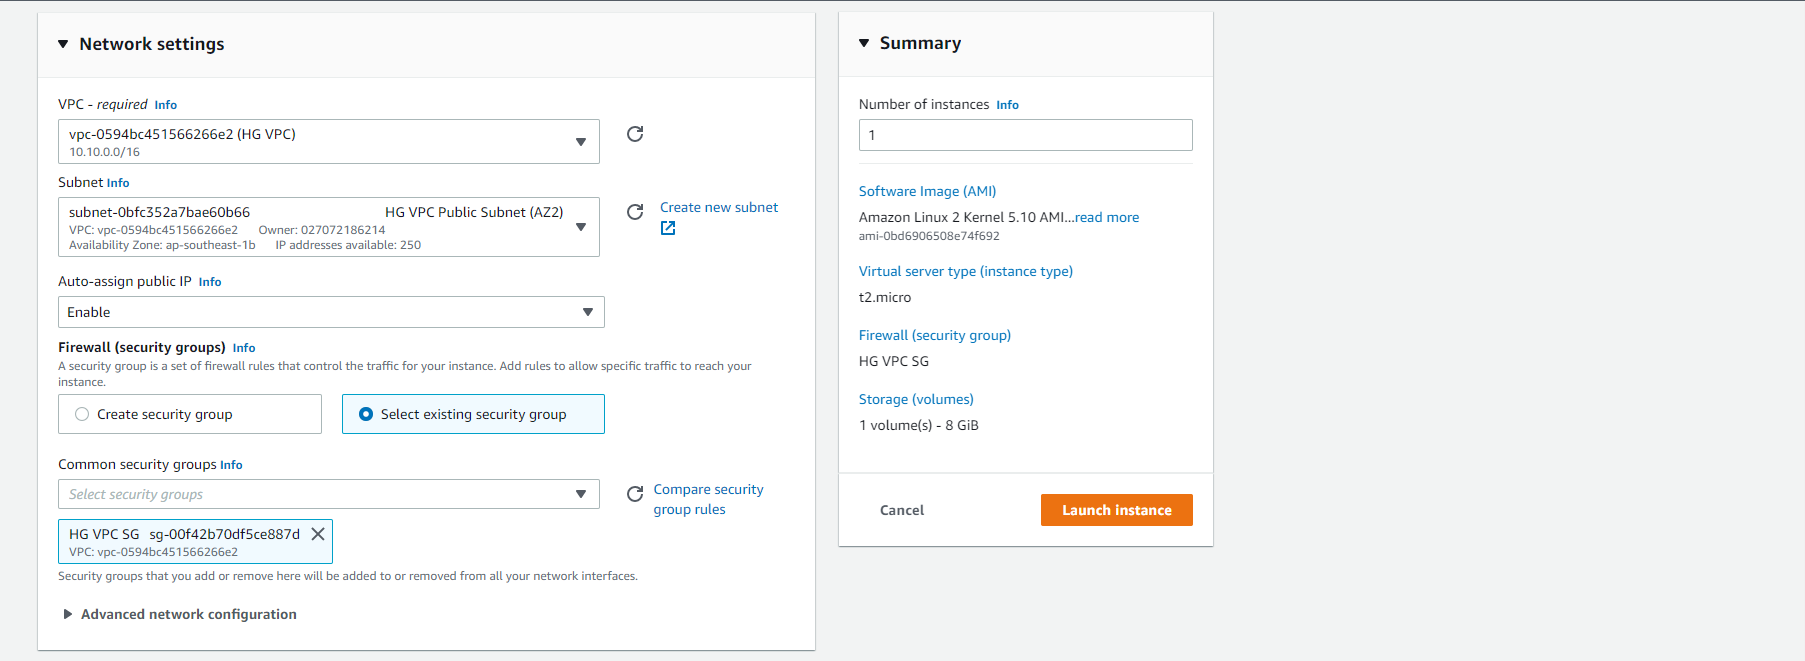 Network settings
VPC - required Info
vpc-0594bc451566266e2 (HG VPC)
10.10.0.0/16
Subnet Info
subnet-0bfc352a7bae60b66 HG VPC Public Subnet (AZ2)
VPC: vpc-0594bc451566266e2 Owner: 027072186214
Availability Zone: ap-southeast-1b IP addresses available: 250
Create new subnet
Auto-assign public IP Info
Enable
Firewall (security groups) Info
A security group is a set of firewall rules that control the traffic for your instance. Add rules to allow specific traffic to reach your
instance.
Create security group
Select existing security group
Common security groups Info
Select security groups
Compare security
group rules
HG VPC SG sg-00f42b70df5ce887d
VPC: vpc-0594bc451566266e2
Security groups that you add or remove here will be added to or removed from all your network interfaces.
Advanced network configuration
Summary
Number of instances Info
1
Software Image (AMI)
Amazon Linux 2 Kernel 5.10 AMI...read more
ami-0bd6906508e74f692
Virtual server type (instance type)
t2.micro
Firewall (security group)
HG VPC SG
Storage (volumes)
1 volume(s) - 8 GiB
Cancel
Launch instance